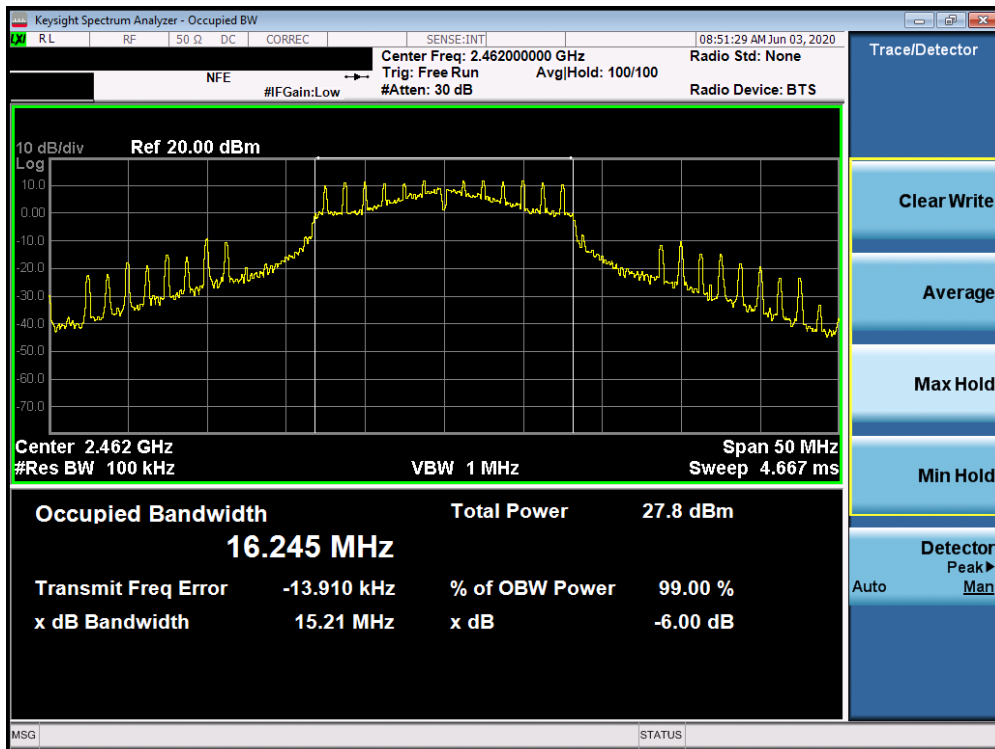 Keysight Spectrum Analyzer - Occupied BW
LXI RL RF 50 Ω DC CORREC SENSE:INT 08:51:29 AM Jun 03, 2020
Center Freq: 2.462000000 GHz Radio Std: None
NFE Trig: Free Run Avg|Hold: 100/100
#IFGain:Low #Atten: 30 dB Radio Device: BTS
10 dB/div Ref 20.00 dBm
Log
10.0
0.00
-10.0
-20.0
-30.0
-40.0
-50.0
-60.0
-70.0
Center 2.462 GHz Span 50 MHz
#Res BW 100 kHz VBW 1 MHz Sweep 4.667 ms
Occupied Bandwidth Total Power 27.8 dBm
16.245 MHz
Transmit Freq Error -13.910 kHz % of OBW Power 99.00 %
x dB Bandwidth 15.21 MHz x dB -6.00 dB
MSG STATUS
Trace/Detector
Clear Write
Average
Max Hold
Min Hold
Detector
Peak▶
Auto Man